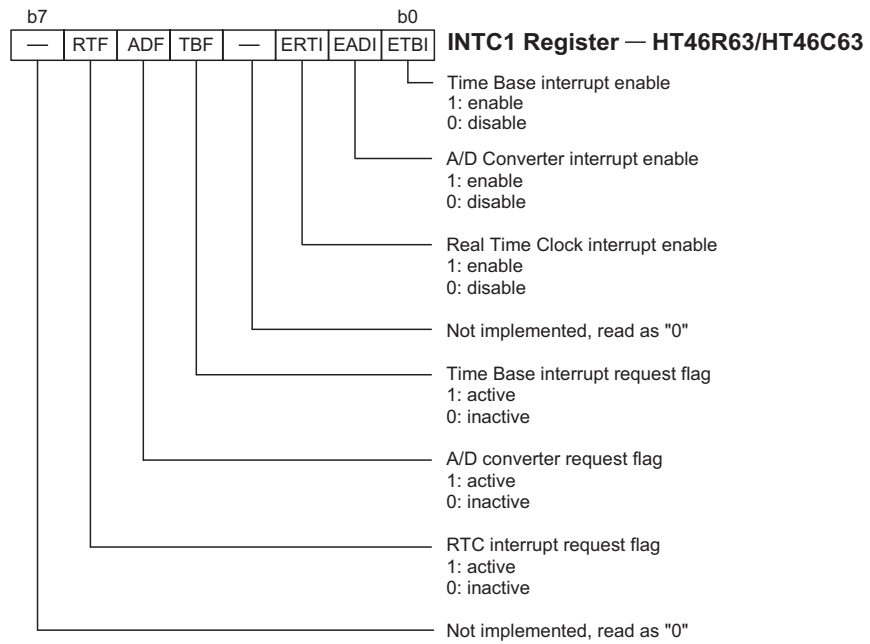 b7 b0
— RTF ADF TBF — ERTI EADI ETBI INTC1 Register — HT46R63/HT46C63
Time Base interrupt enable
1: enable
0: disable
A/D Converter interrupt enable
1: enable
0: disable
Real Time Clock interrupt enable
1: enable
0: disable
Not implemented, read as "0"
Time Base interrupt request flag
1: active
0: inactive
A/D converter request flag
1: active
0: inactive
RTC interrupt request flag
1: active
0: inactive
Not implemented, read as "0"